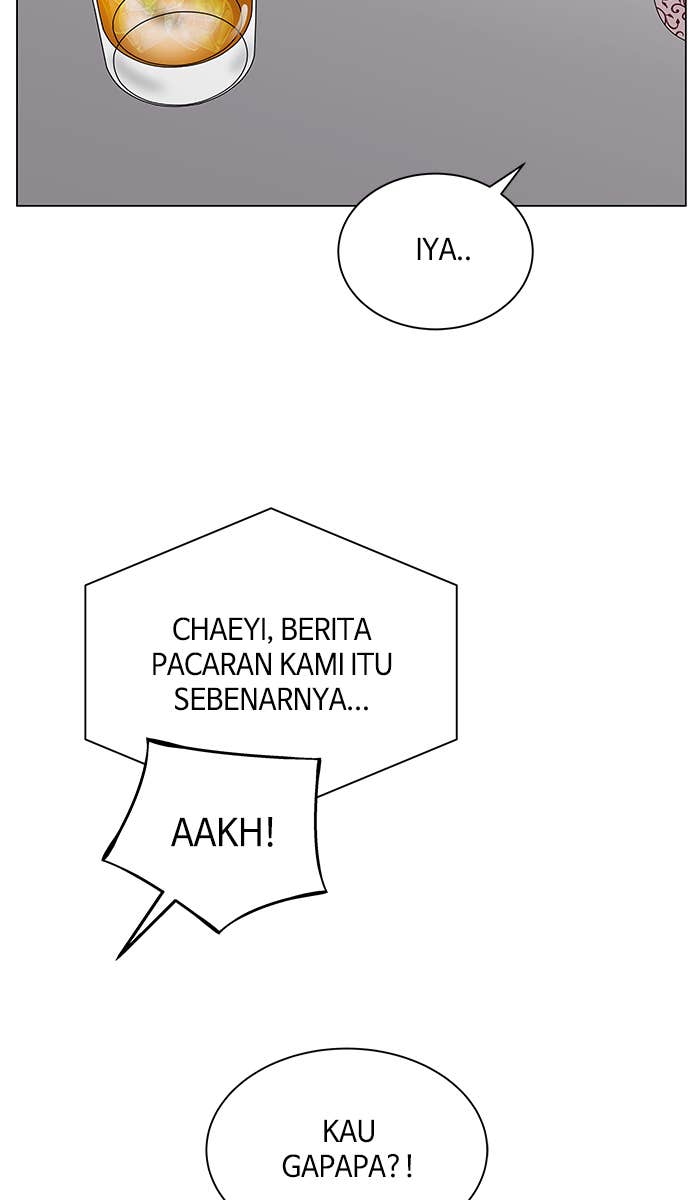 IYA..
CHAEYI, BERITA
PACARAN KAMI ITU
SEBENARNYA...
AAKH!
KAU
GAPAPA?!